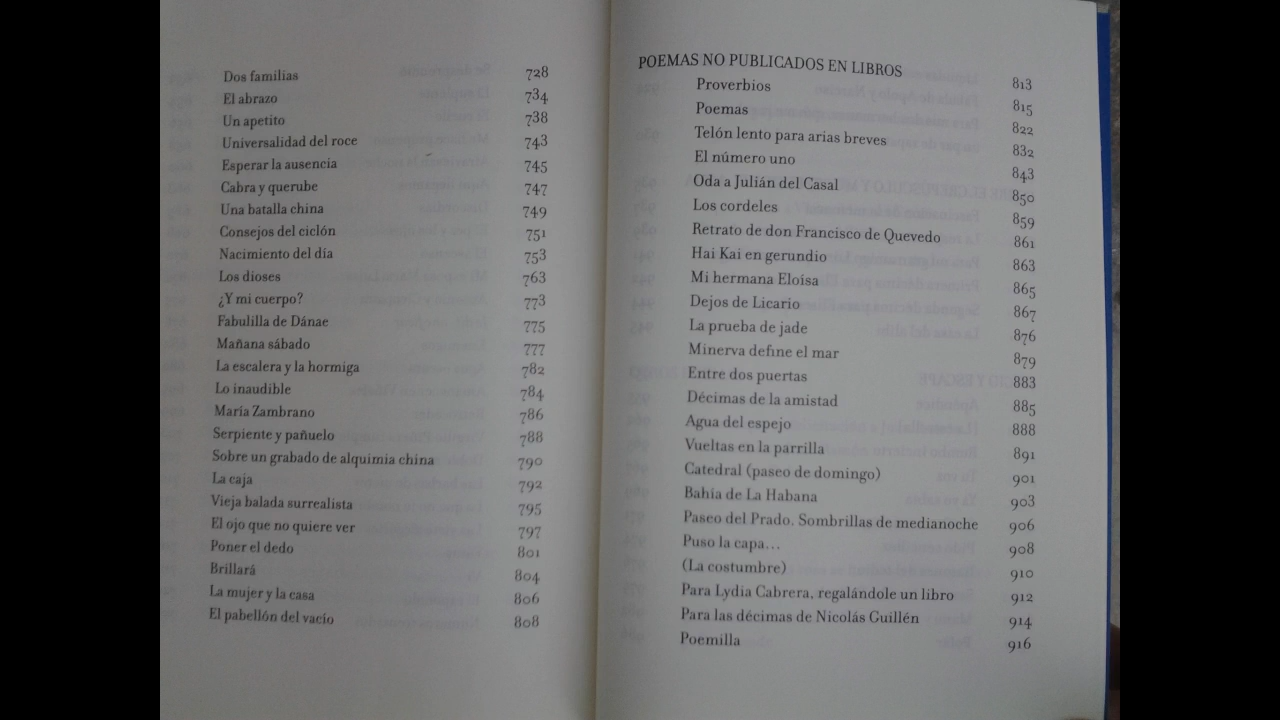 Dos familias 728
El abrazo 734
Un apetito 738
Universalidad del roce 743
Esperar la ausencia 745
Cabra y querube 747
Una batalla china 749
Consejos del ciclón 751
Nacimiento del día 753
Los dioses 763
¿Y mi cuerpo? 773
Fabulilla de Dánae 775
Mañana sábado 777
La escalera y la hormiga 782
Lo inaudible 784
María Zambrano 786
Serpiente y pañuelo 788
Sobre un grabado de alquimia china 790
La caja 792
Vieja balada surrealista 795
El ojo que no quiere ver 797
Poner el dedo 801
Brillará 804
La mujer y la casa 806
El pabellón del vacío 808
POEMAS NO PUBLICADOS EN LIBROS 813
Proverbios 815
Poemas 822
Telón lento para arias breves 832
El número uno 843
Oda a Julián del Casal 850
Los cordeles 859
Retrato de don Francisco de Quevedo 861
Hai Kai en gerundio 863
Mi hermana Eloísa 865
Dejos de Licario 867
La prueba de jade 876
Minerva define el mar 879
Entre dos puertas 883
Décimas de la amistad 885
Agua del espejo 888
Vueltas en la parrilla 891
Catedral (paseo de domingo) 901
Bahía de La Habana 903
Paseo del Prado. Sombrillas de medianoche 906
Puso la capa... 908
(La costumbre) 910
Para Lydia Cabrera, regalándole un libro 912
Para las décimas de Nicolás Guillén 914
Poemilla 916